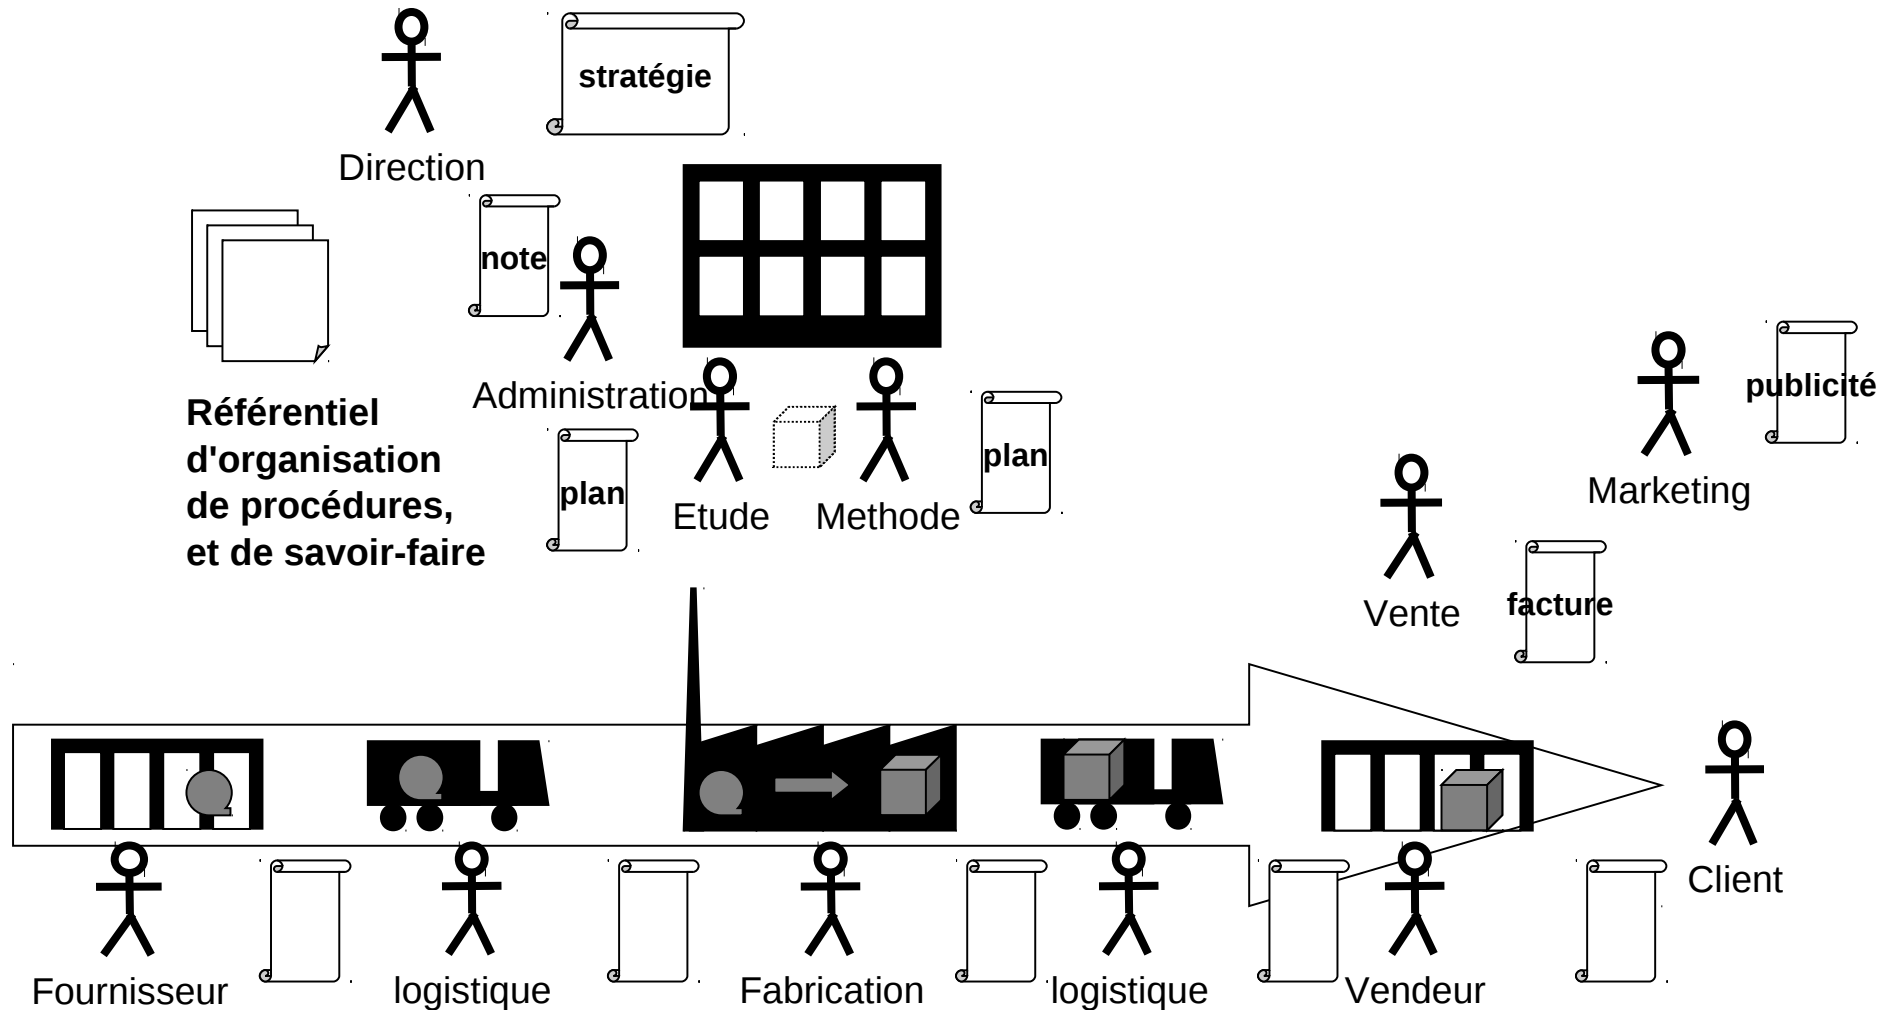 stratégie
Direction
note
Administration
Référentiel
d'organisation
de procédures,
et de savoir-faire
plan
Etude
Methode
plan
publicité
Marketing
Vente
facture
Client
Fournisseur
logistique
Fabrication
logistique
Vendeur